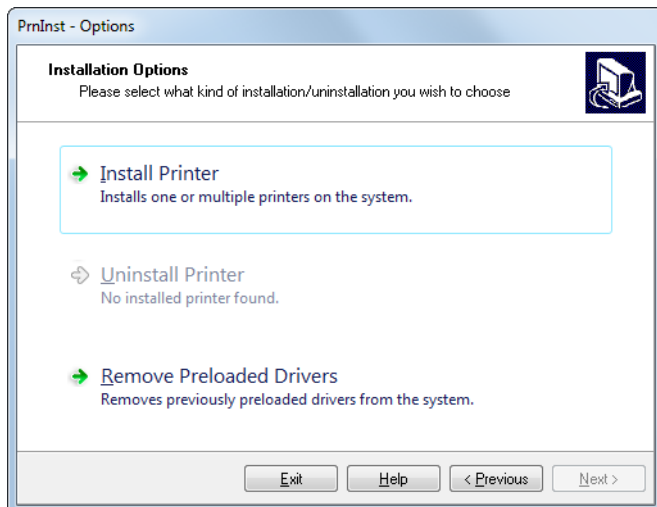 PrnInst - Options
Installation Options
Please select what kind of installation/uninstallation you wish to choose
Install Printer
Installs one or multiple printers on the system.
Uninstall Printer
No installed printer found.
Remove Preloaded Drivers
Removes previously preloaded drivers from the system.
Exit Help < Previous Next >